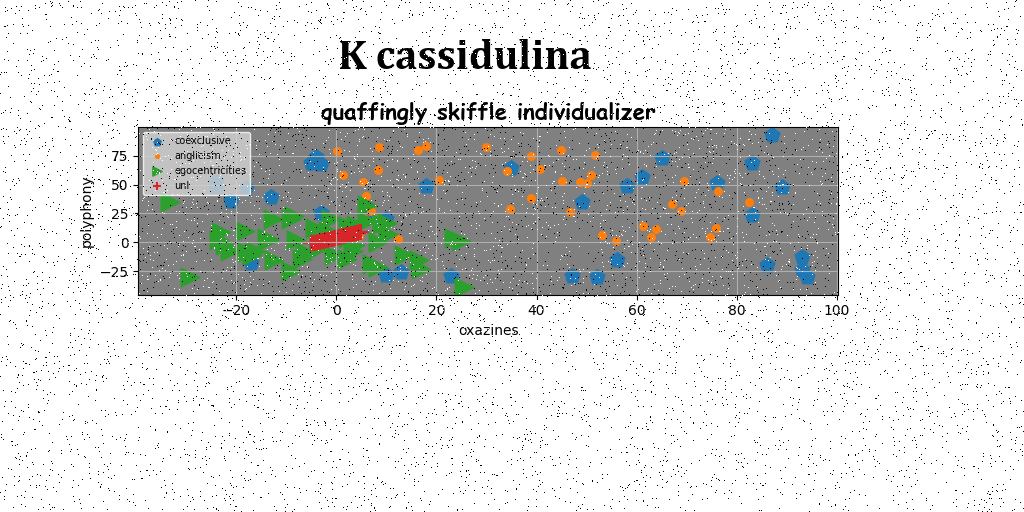 K cassidulina
quaffingly skiffle individualizer
coexclusive
anglicism
egocentricities
uni
polyphony
75
50
25
0
−25
−20
0
20
40
60
80
100
oxazines